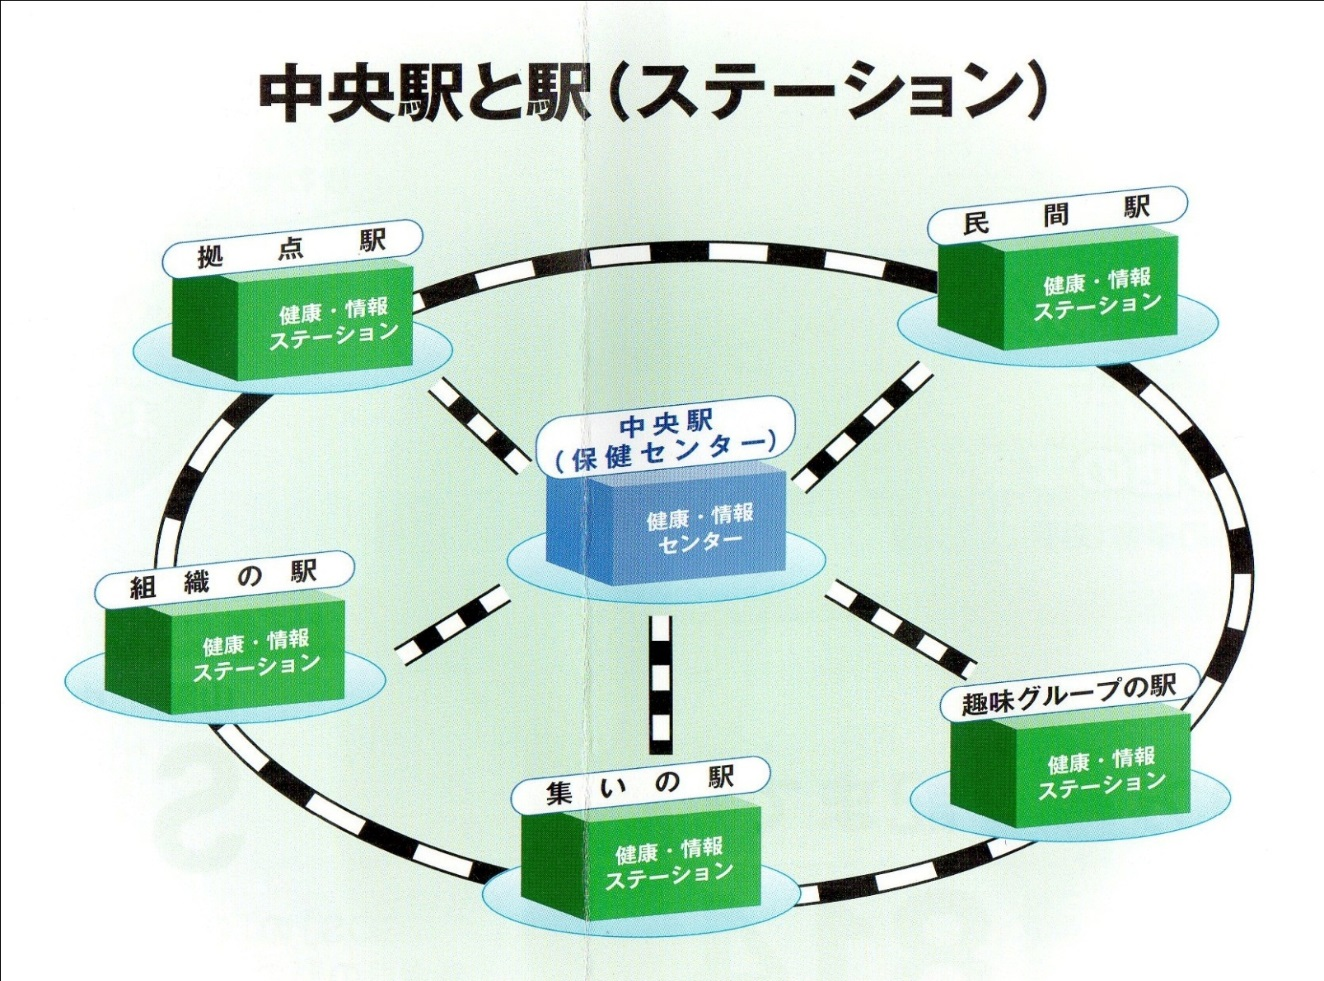 中央駅と駅（ステーション）
拠点駅
健康・情報
ステーション
民間駅
健康・情報
ステーション
中央駅
（保健センター）
健康・情報
センター
組織の駅
健康・情報
ステーション
趣味グループの駅
健康・情報
ステーション
集いの駅
健康・情報
ステーション